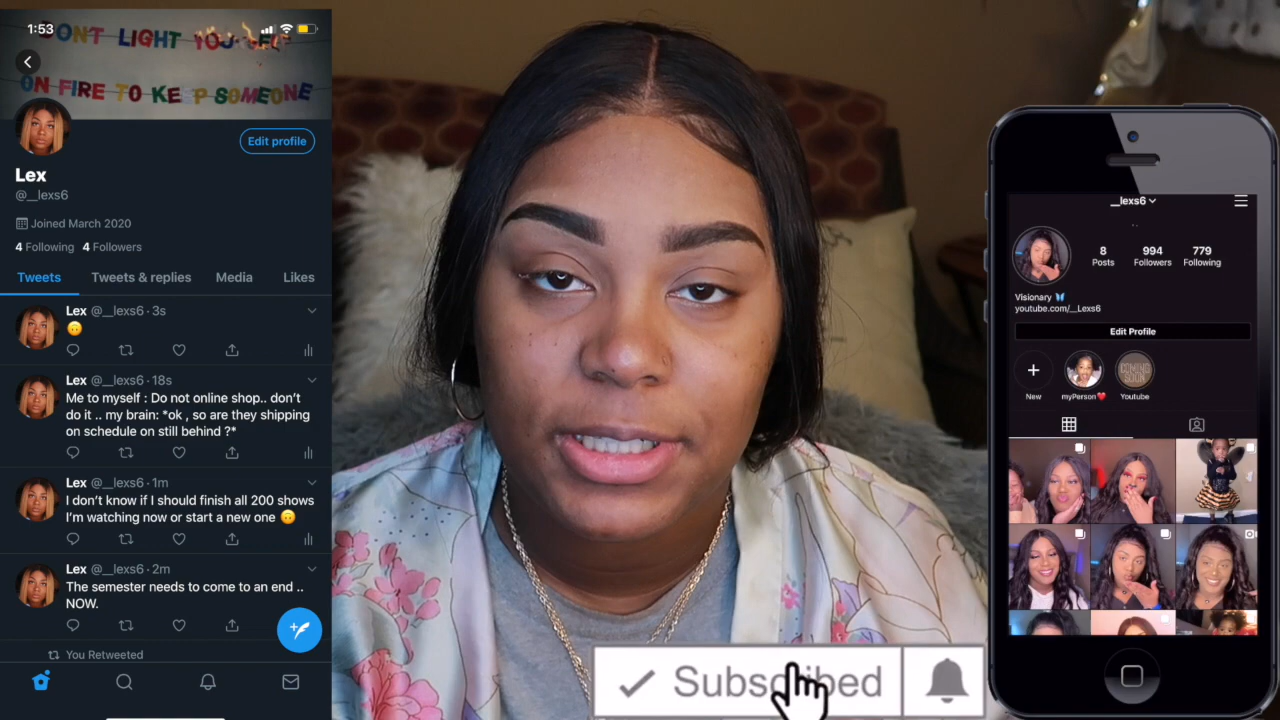 1:53
DON'T LIGHT YOURSELF
ON FIRE TO KEEP SOMEONE
Edit profile
Lex
@__lexs6
Joined March 2020
4 Following 4 Followers
Tweets Tweets & replies Media Likes
Lex @__lexs6 · 3s
Lex @__lexs6 · 18s
Me to myself : Do not online shop.. don't
do it .. my brain: *ok , so are they shipping
on schedule on still behind ?*
Lex @__lexs6 · 1m
I don't know if I should finish all 200 shows
I'm watching now or start a new one 🙃
Lex @__lexs6 · 2m
The semester needs to come to an end ..
NOW.
You Retweeted
Subscribed
__lexs6
8 994 779
Posts Followers Following
Visionary 🦋
youtube.com/__Lexs6
Edit Profile
COMING
SOON
New myPerson❤️ Youtube